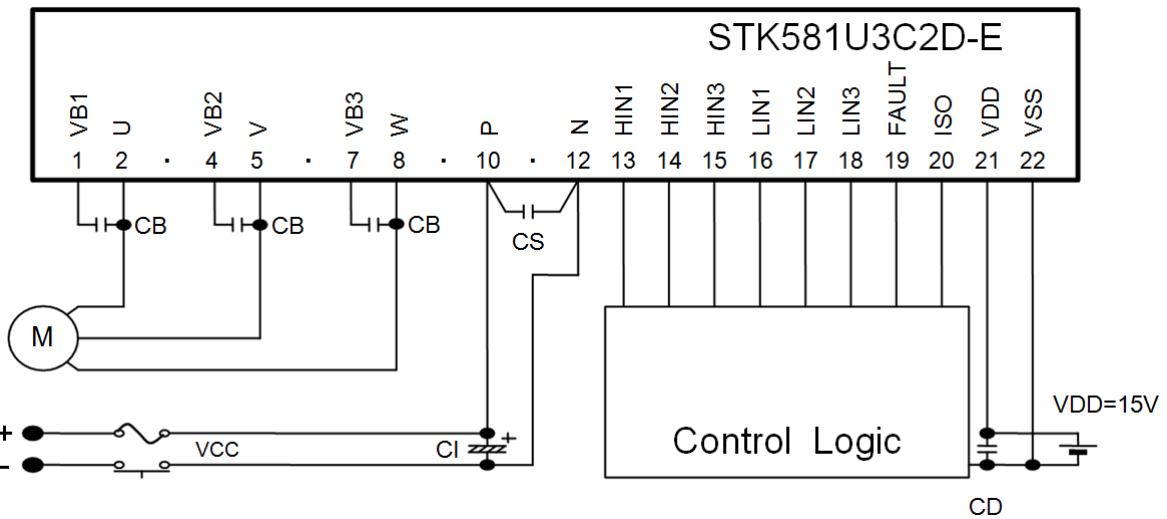 STK581U3C2D-E
VB1 U VB2 V VB3 W P N HIN1 HIN2 HIN3 LIN1 LIN2 LIN3 FAULT ISO VDD VSS
1 2 · 4 5 · 7 8 · 10 · 12 13 14 15 16 17 18 19 20 21 22
CB CB CB
CS
M
VDD=15V
+
VCC CI + Control Logic
-
CD